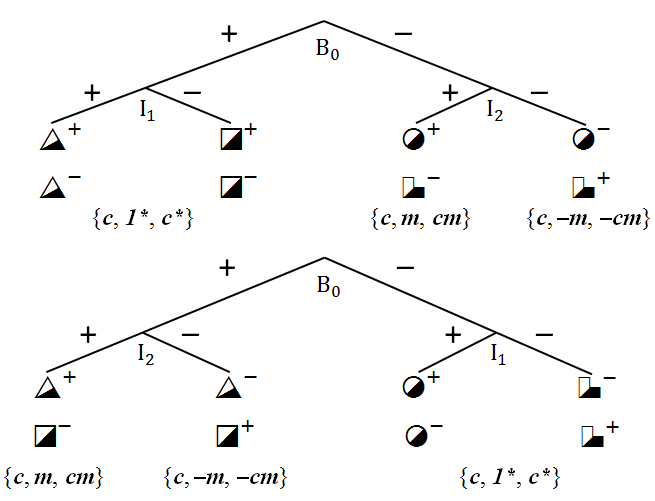 + −
B₀
+ − + −
I₁ I₂
+ + + −
− − − +
{c, 1*, c*} {c, m, cm} {c, −m, −cm}
+ −
B₀
+ − + −
I₂ I₁
+ − + −
− + − +
{c, m, cm} {c, −m, −cm} {c, 1*, c*}